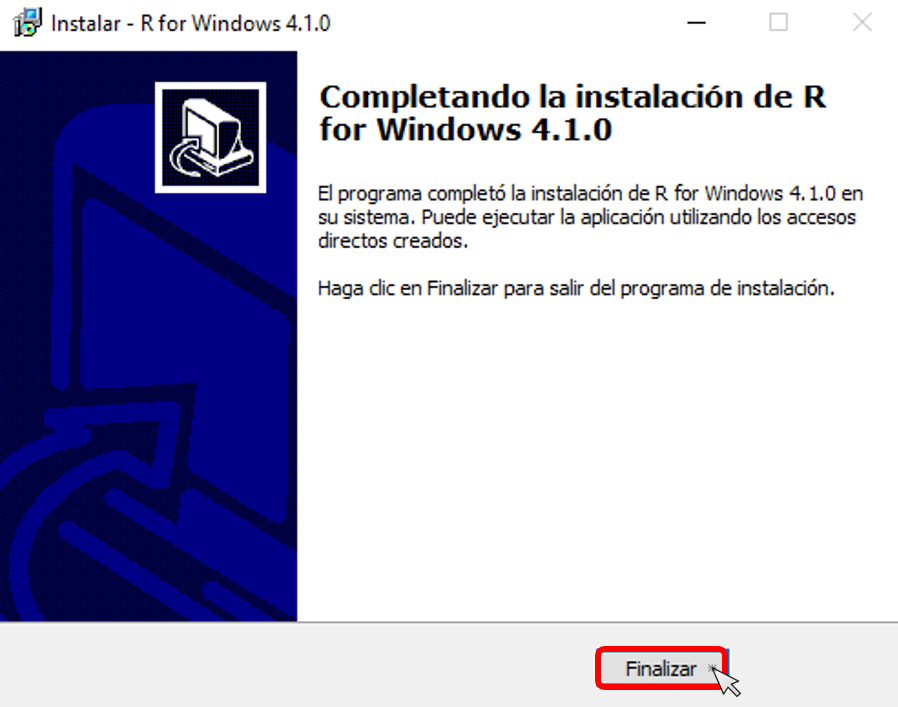 Instalar - R for Windows 4.1.0
Completando la instalación de R
for Windows 4.1.0
El programa completó la instalación de R for Windows 4.1.0 en
su sistema. Puede ejecutar la aplicación utilizando los accesos
directos creados.
Haga clic en Finalizar para salir del programa de instalación.
Finalizar